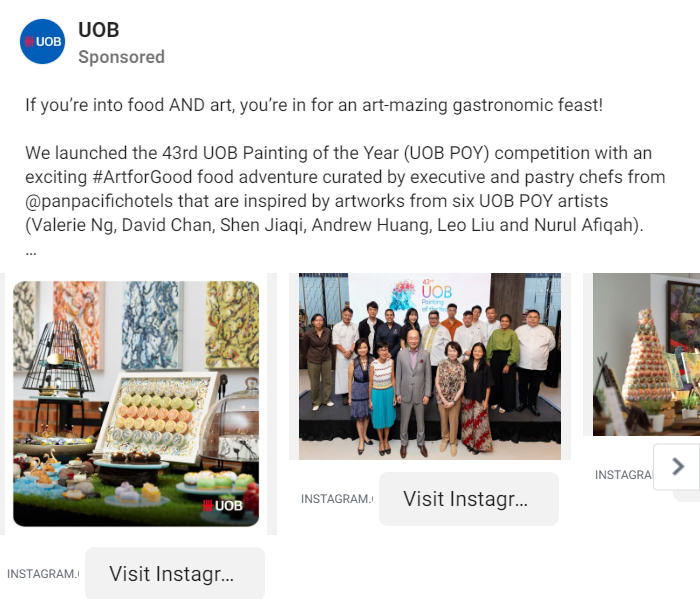 UOB
UOB
Sponsored
If you’re into food AND art, you’re in for an art-mazing gastronomic feast!
We launched the 43rd UOB Painting of the Year (UOB POY) competition with an
exciting #ArtforGood food adventure curated by executive and pastry chefs from
@panpacifichotels that are inspired by artworks from six UOB POY artists
(Valerie Ng, David Chan, Shen Jiaqi, Andrew Huang, Leo Liu and Nurul Afiqah).
...
43rd
UOB
Painting
of the
UOB
INSTAGRAM.
Visit Instagr...
INSTAGRAM.
Visit Instagr...
INSTAGRA